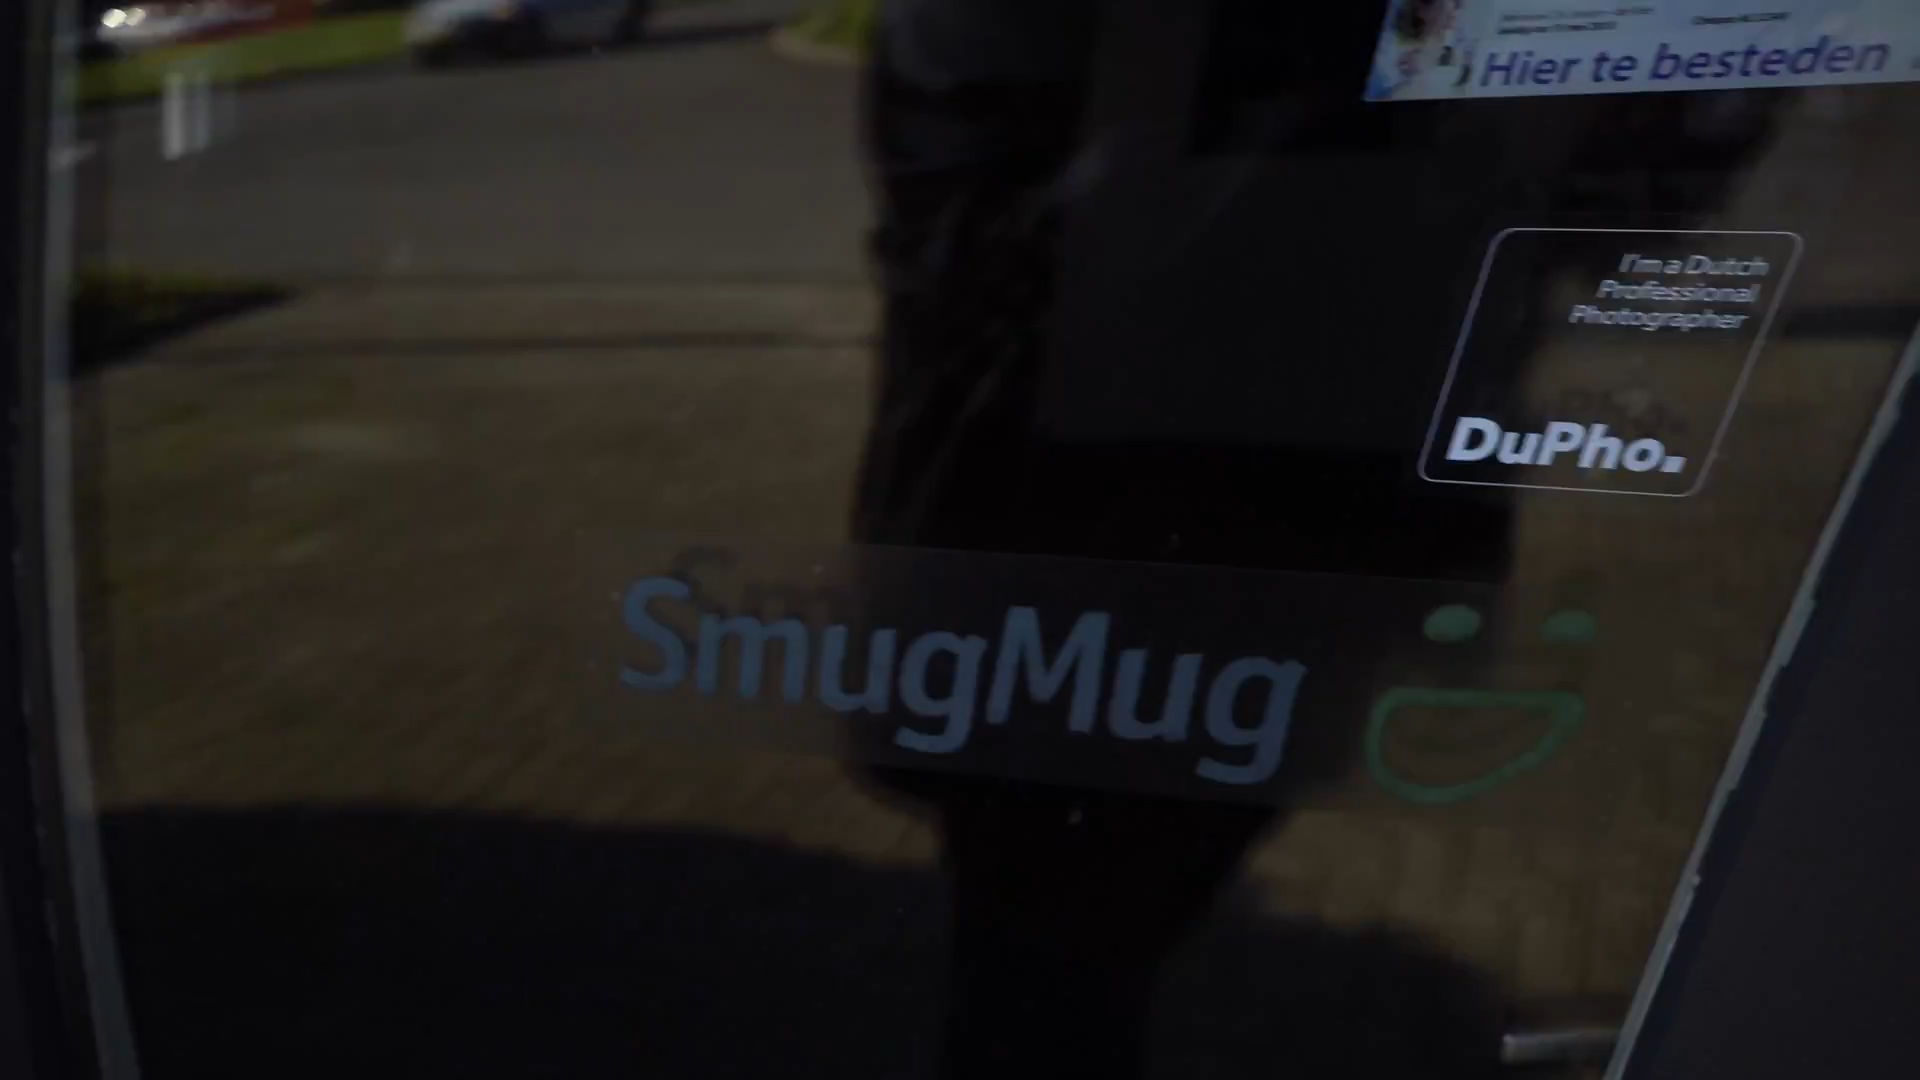 Hier te besteden
I'm a Dutch
Professional
Photographer
DuPho.
SmugMug